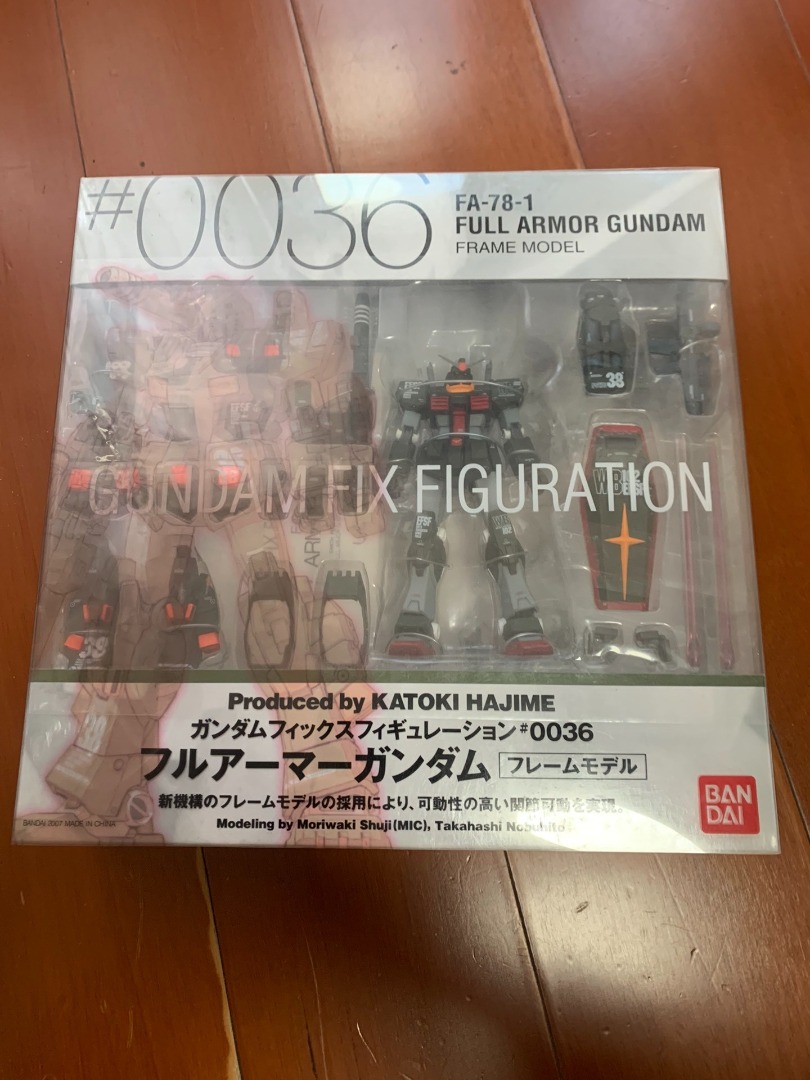 #0036
FA-78-1
FULL ARMOR GUNDAM
FRAME MODEL
38
GUNDAM FIX FIGURATION
WB
102
38
38
Produced by KATOKI HAJIME
ガンダムフィックスフィギュレーション#0036
フルアーマーガンダム フレームモデル
新機構のフレームモデルの採用により、可動性の高い関節可動を実現。
Modeling by Moriwaki Shuji(MIC), Takahashi Nobuhito
BANDAI 2007 MADE IN CHINA
BAN
DAI